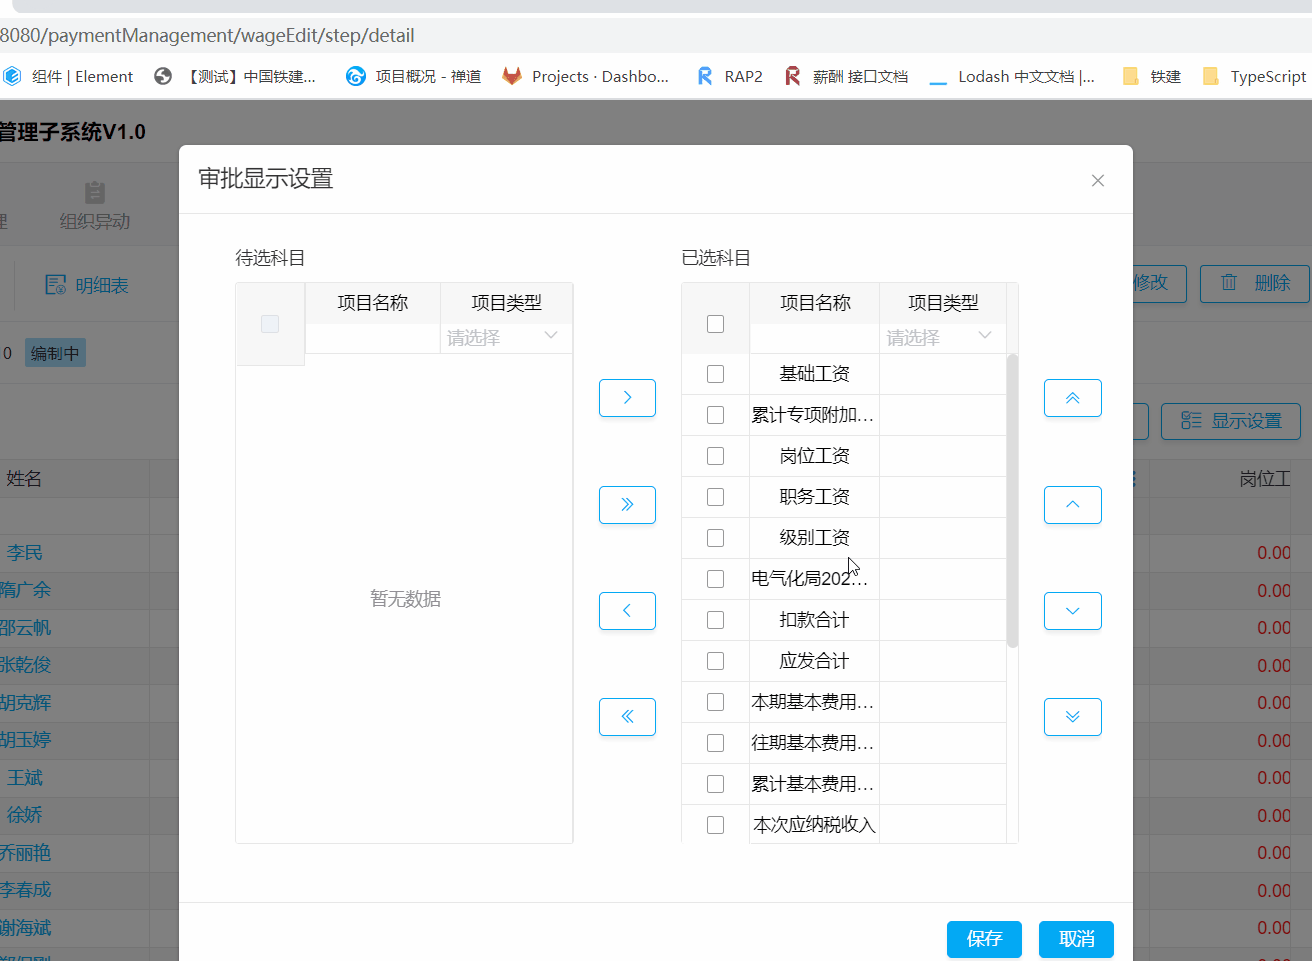 8080/paymentManagement/wageEdit/step/detail
组件 | Element
【测试】中国铁建...
项目概况 - 禅道
Projects · Dashbo...
RAP2
薪酬 接口文档
Lodash 中文文档 |...
铁建
TypeScript
管理子系统V1.0
理
组织异动
明细表
修改
删除
0
编制中
显示设置
姓名
岗位工
李民
0.00
隋广余
0.00
邵云帆
0.00
张乾俊
0.00
胡克辉
0.00
胡玉婷
0.00
王斌
0.00
徐娇
0.00
乔丽艳
0.00
李春成
0.00
谢海斌
0.00
审批显示设置
待选科目
项目名称
项目类型
请选择
暂无数据
已选科目
项目名称
项目类型
请选择
基础工资
累计专项附加...
岗位工资
职务工资
级别工资
电气化局202...
扣款合计
应发合计
本期基本费用...
往期基本费用...
累计基本费用...
本次应纳税收入
保存
取消